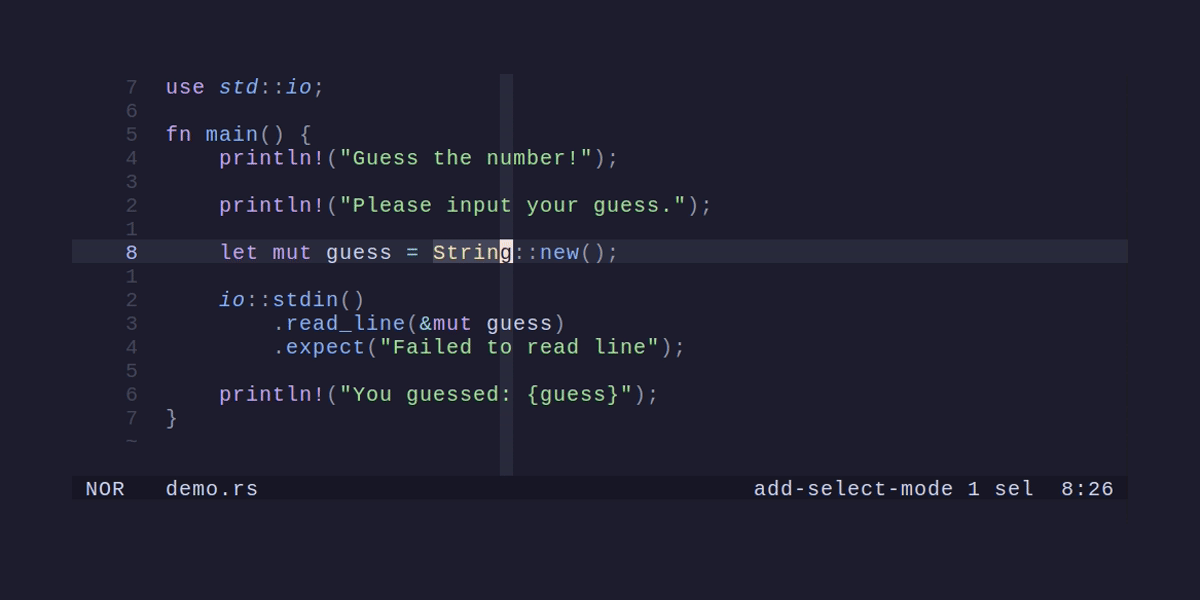 7  use std::io;
6
5  fn main() {
4      println!("Guess the number!");
3
2      println!("Please input your guess.");
1
8      let mut guess = String::new();
1
2      io::stdin()
3          .read_line(&mut guess)
4          .expect("Failed to read line");
5
6      println!("You guessed: {guess}");
7  }
~
NOR   demo.rs   add-select-mode 1 sel  8:26